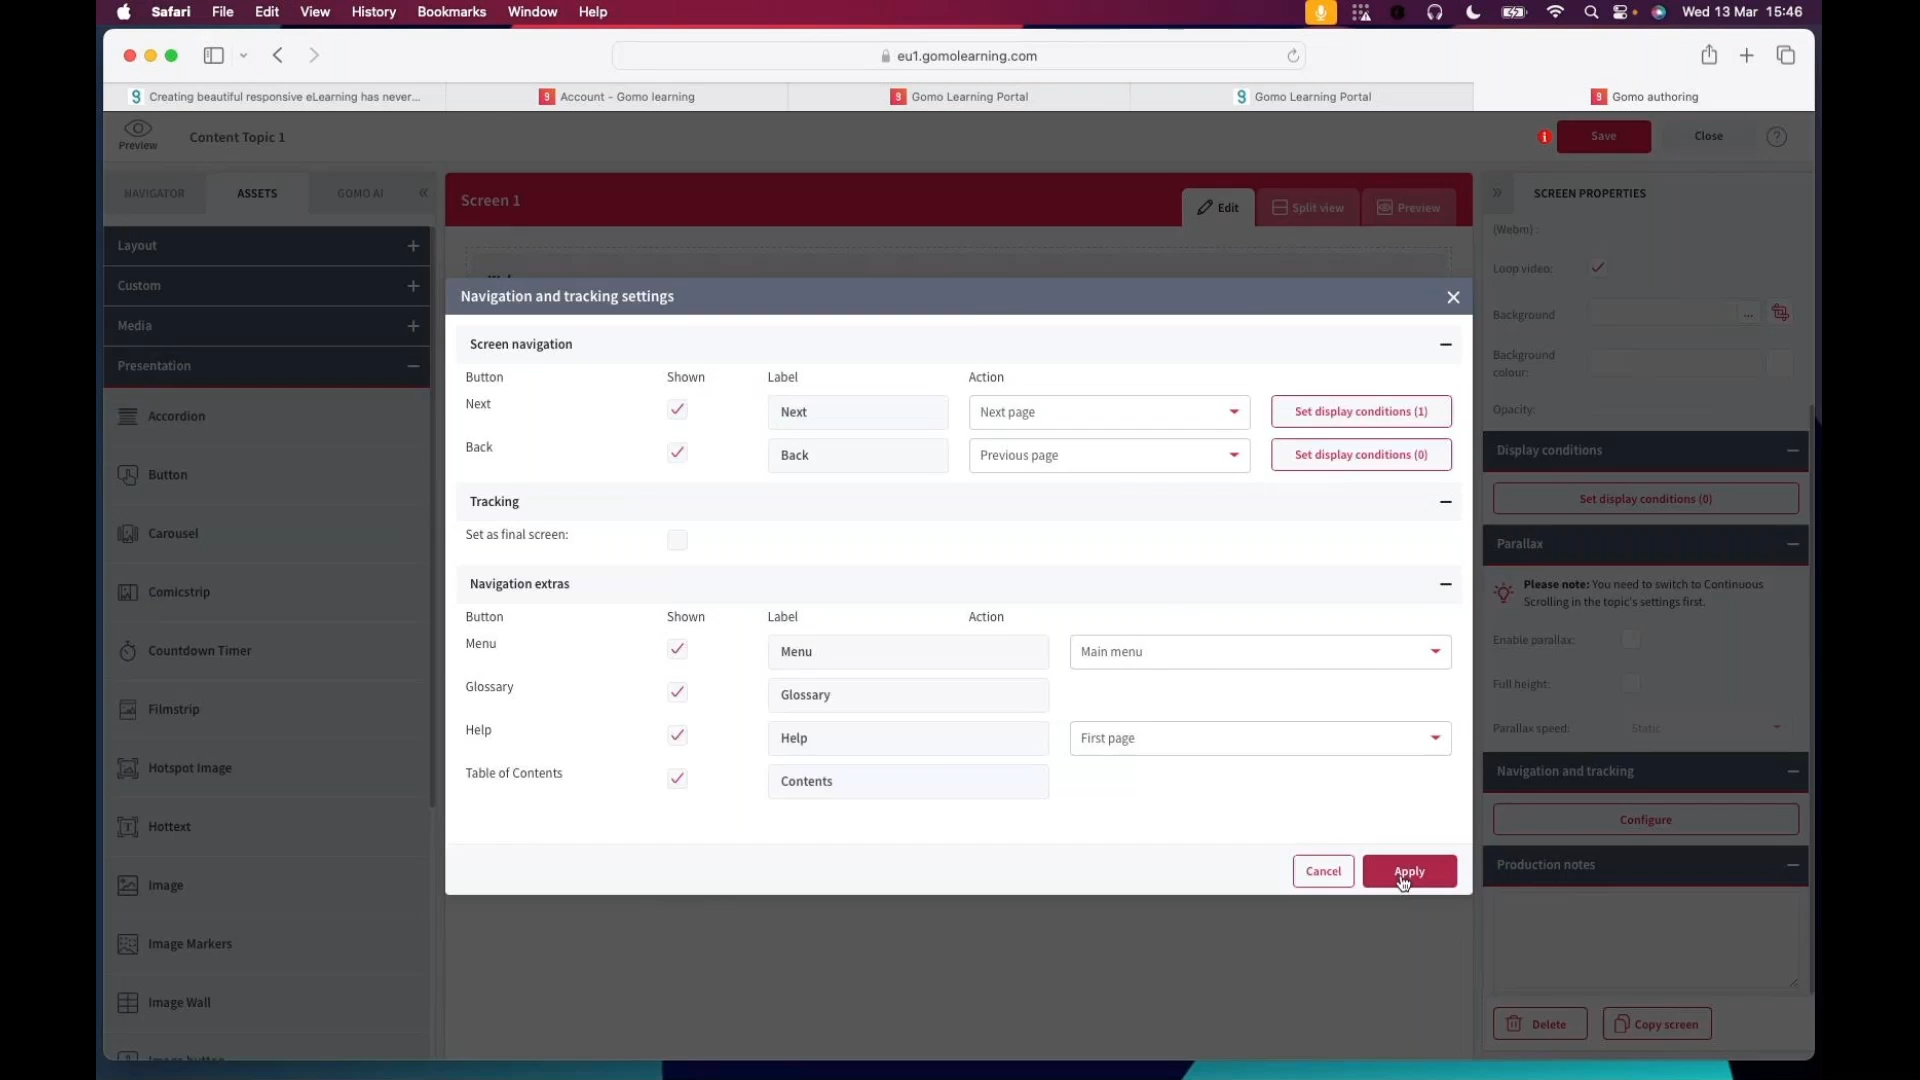 Safari File Edit View History Bookmarks Window Help Wed 13 Mar 15:46
eu1.gomolearning.com
Creating beautiful responsive eLearning has never... Account - Gomo learning Gomo Learning Portal Gomo Learning Portal Gomo authoring
Preview Content Topic 1 Save Close ?
NAVIGATOR ASSETS GOMO AI «
Layout
Custom
Media
Presentation
Accordion
Button
Carousel
Comicstrip
Countdown Timer
Filmstrip
Hotspot Image
Hottext
Image
Image Markers
Image Wall
Screen 1 Edit Split view Preview
Navigation and tracking settings
Screen navigation
Button Shown Label Action
Next Next Next page Set display conditions (1)
Back Back Previous page Set display conditions (0)
Tracking
Set as final screen:
Navigation extras
Button Shown Label Action
Menu Menu Main menu
Glossary Glossary
Help Help First page
Table of Contents Contents
Cancel Apply
» SCREEN PROPERTIES
(Webm) :
Loop video:
Background ...
Background
colour:
Opacity:
Display conditions
Set display conditions (0)
Parallax
Please note: You need to switch to Continuous
Scrolling in the topic's settings first.
Enable parallax:
Full height:
Parallax speed: Static
Navigation and tracking
Configure
Production notes
Delete Copy screen